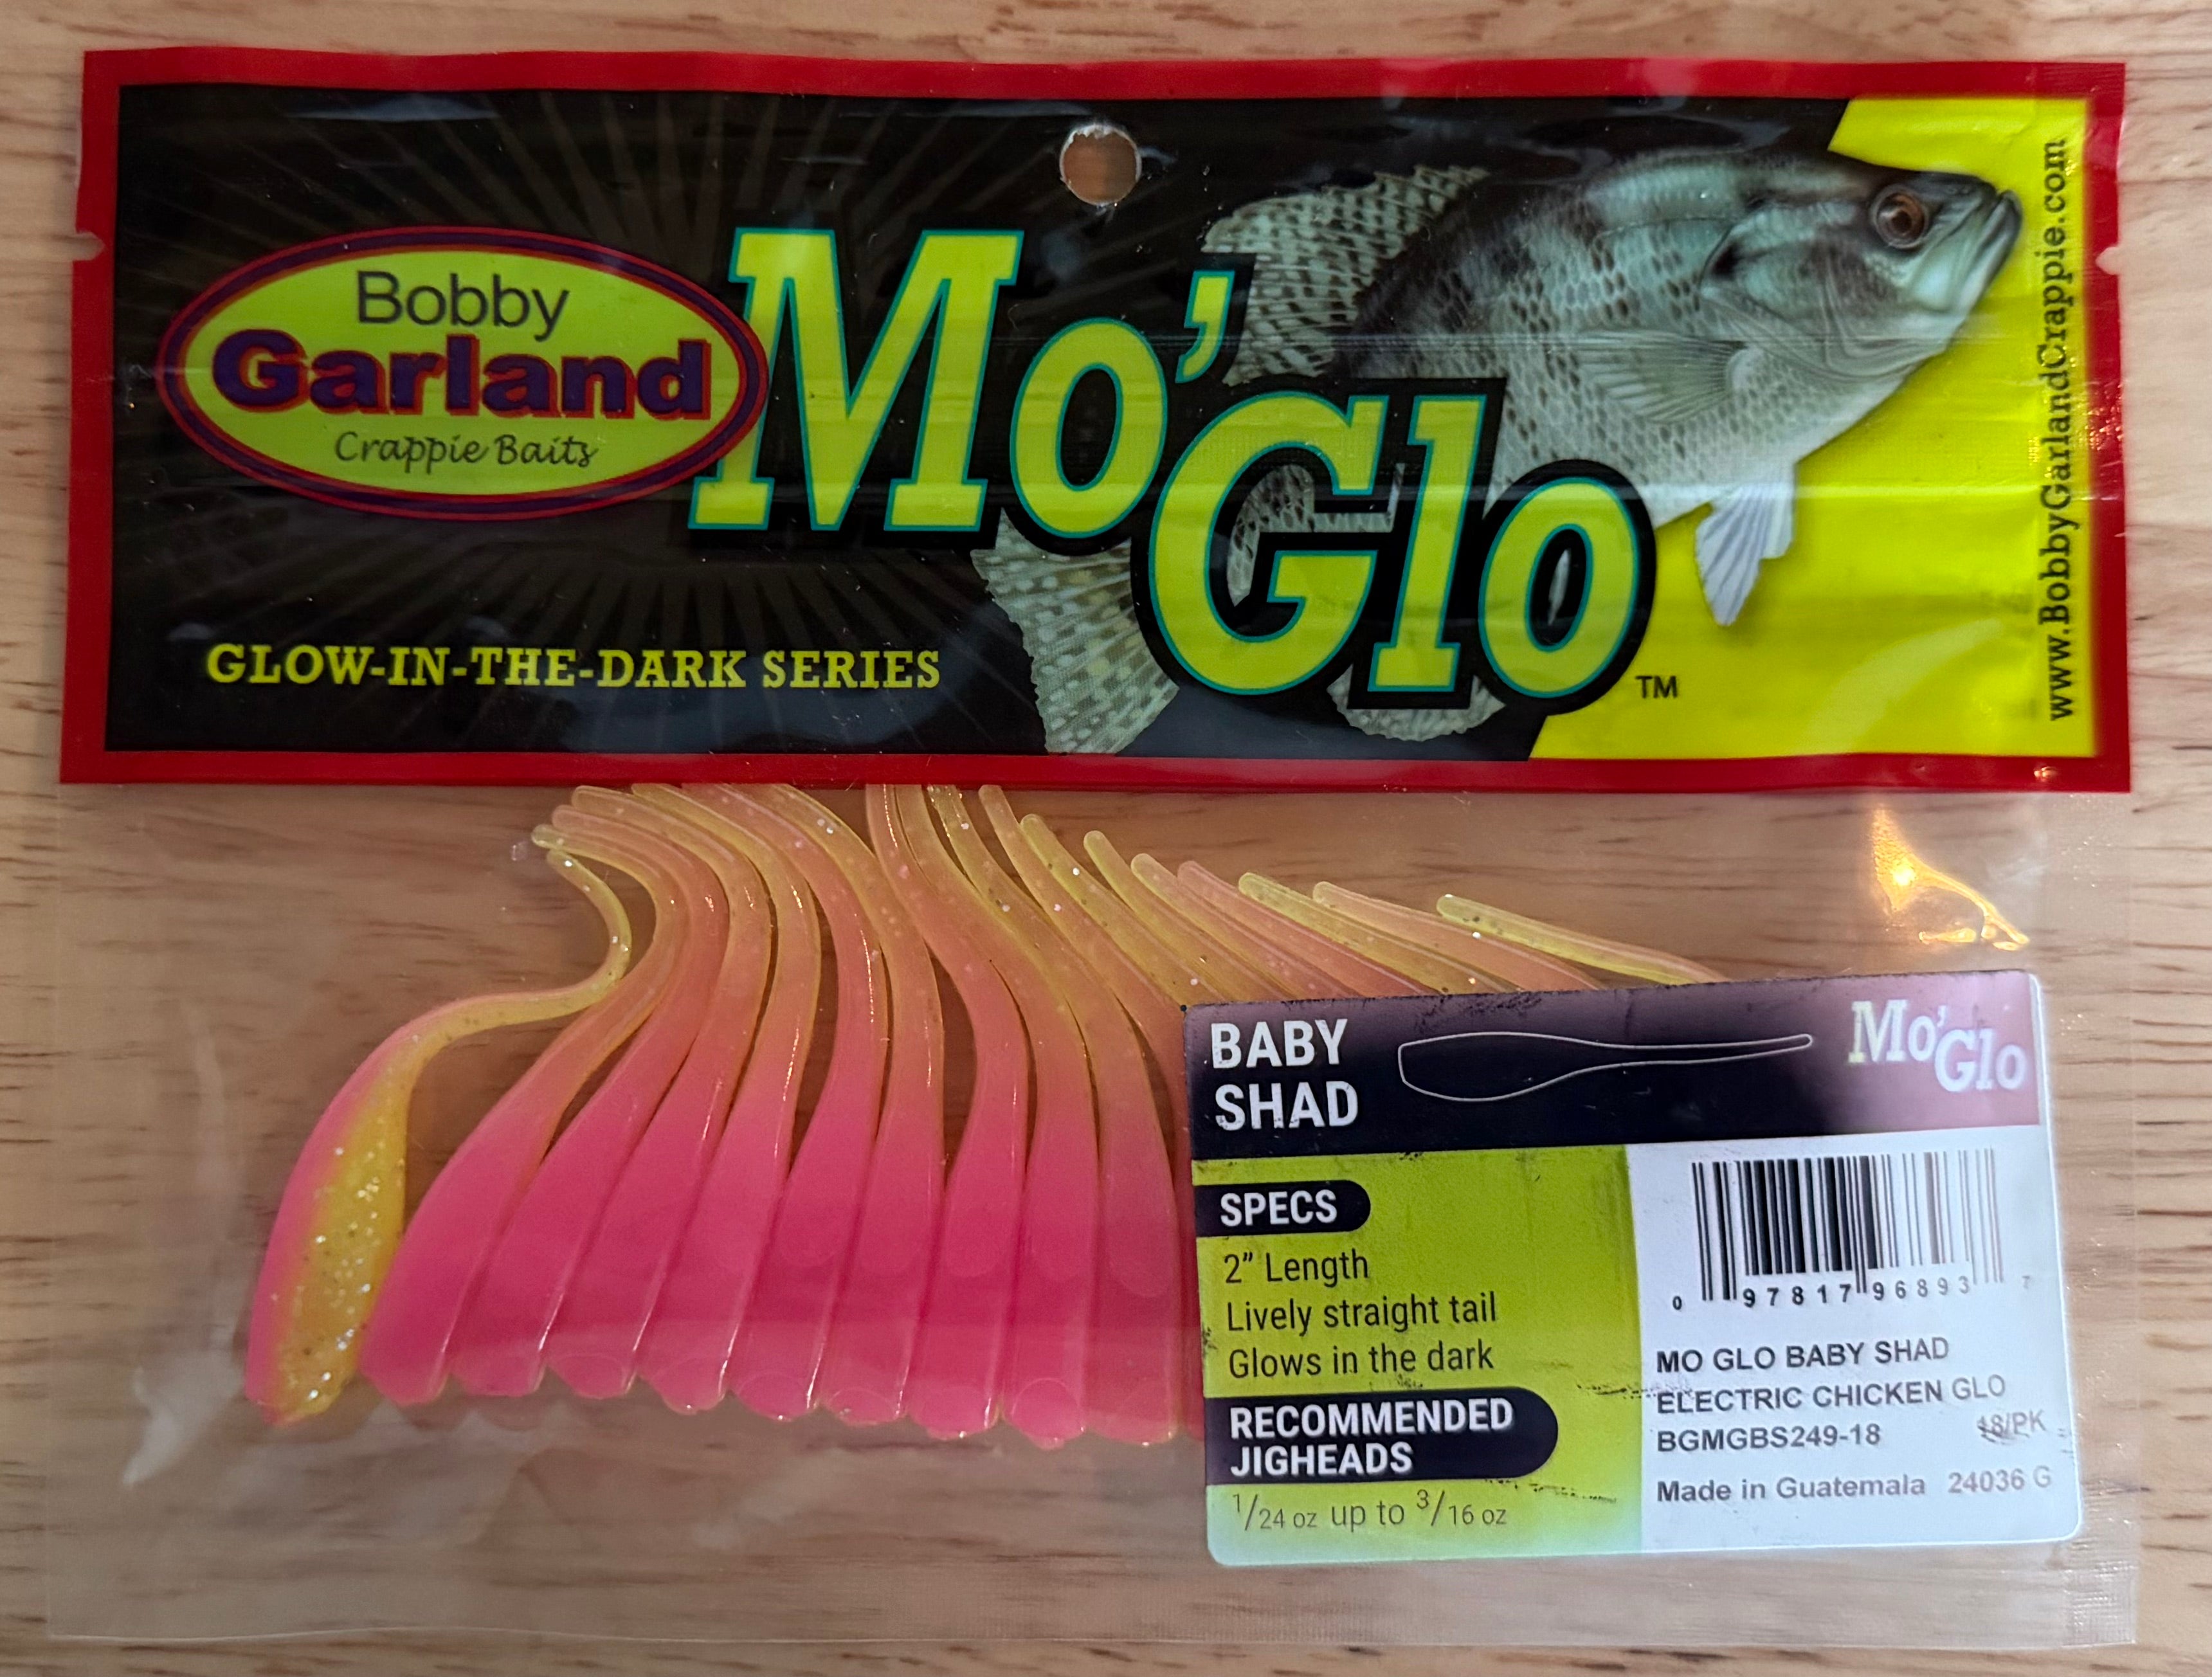 Bobby
Garland
Crappie Baits
Mo'
Glo
TM
GLOW-IN-THE-DARK SERIES
www.BobbyGarlandCrappie.com
BABY
SHAD
Mo'Glo
SPECS
2” Length
Lively straight tail
Glows in the dark
RECOMMENDED
JIGHEADS
1/24 oz up to 3/16 oz
0 97817 96893 7
MO GLO BABY SHAD
ELECTRIC CHICKEN GLO
BGMGBS249-18 18/PK
Made in Guatemala 24036 G